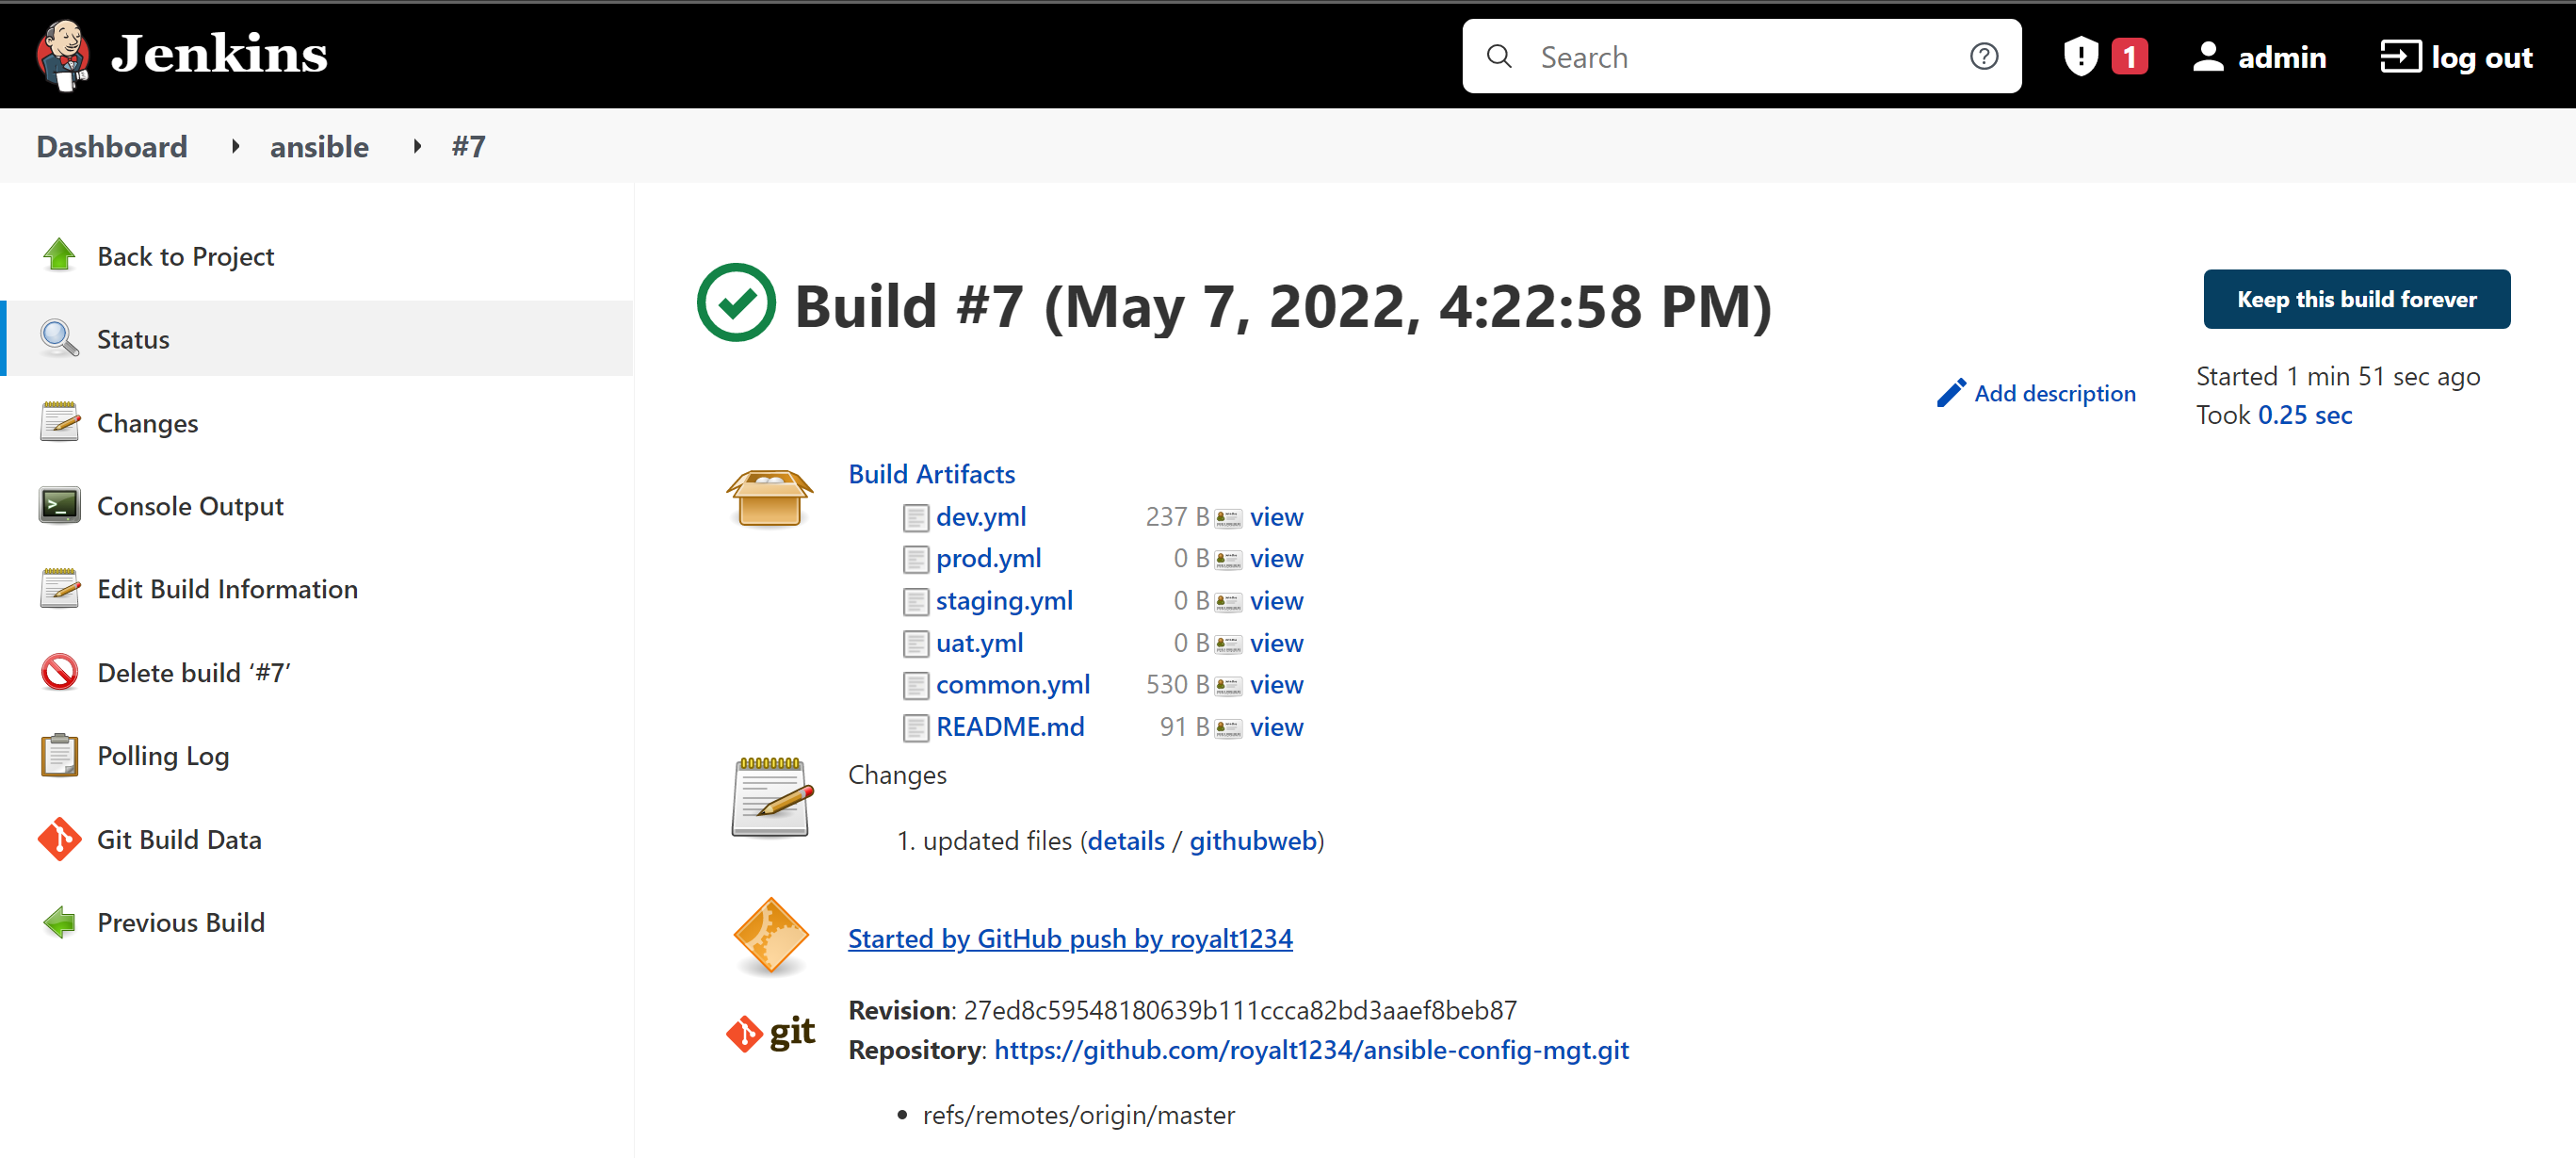 Jenkins
Search
1
admin
log out
Dashboard
ansible
#7
Back to Project
Status
Changes
Console Output
Edit Build Information
Delete build ‘#7’
Polling Log
Git Build Data
Previous Build
Build #7 (May 7, 2022, 4:22:58 PM)
Keep this build forever
Add description
Started 1 min 51 sec ago
Took 0.25 sec
Build Artifacts
dev.yml 237 B view
prod.yml 0 B view
staging.yml 0 B view
uat.yml 0 B view
common.yml 530 B view
README.md 91 B view
Changes
1. updated files (details / githubweb)
Started by GitHub push by royalt1234
git
Revision: 27ed8c59548180639b111ccca82bd3aaef8beb87
Repository: https://github.com/royalt1234/ansible-config-mgt.git
• refs/remotes/origin/master